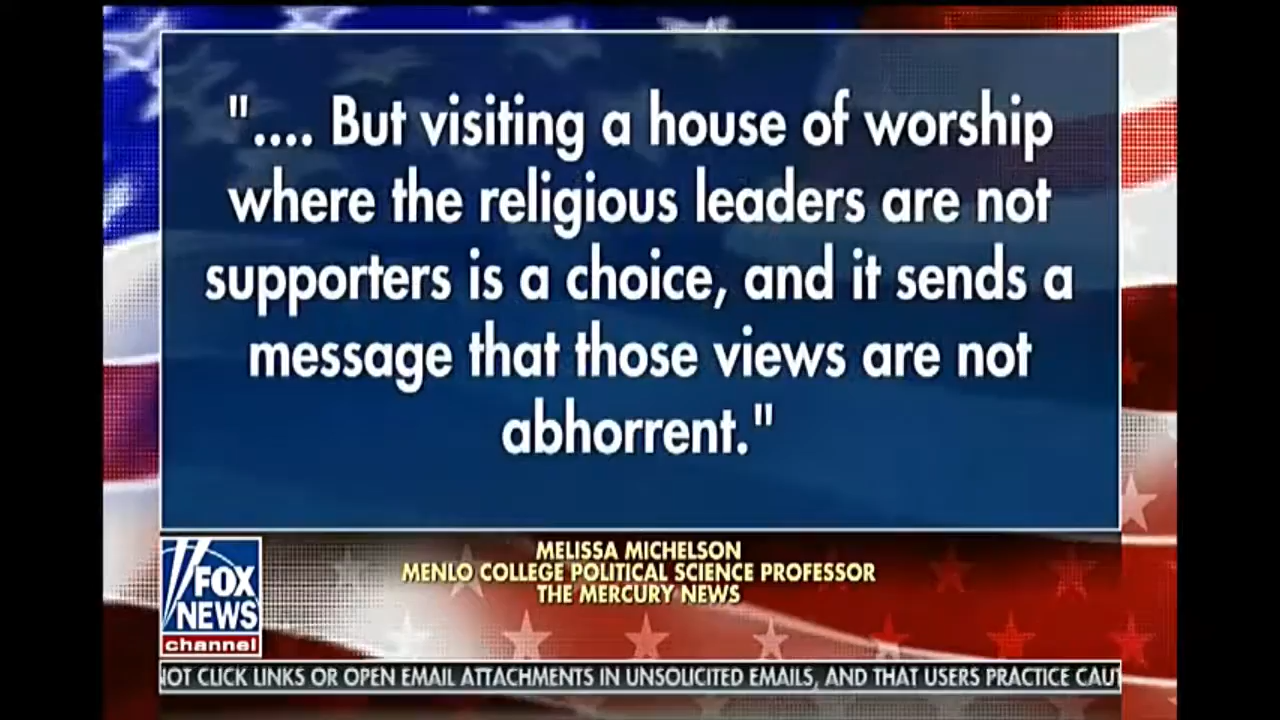 ".... But visiting a house of worship
where the religious leaders are not
supporters is a choice, and it sends a
message that those views are not
abhorrent."
MELISSA MICHELSON
MENLO COLLEGE POLITICAL SCIENCE PROFESSOR
THE MERCURY NEWS
FOX
NEWS
channel
NOT CLICK LINKS OR OPEN EMAIL ATTACHMENTS IN UNSOLICITED EMAILS, AND THAT USERS PRACTICE CAU